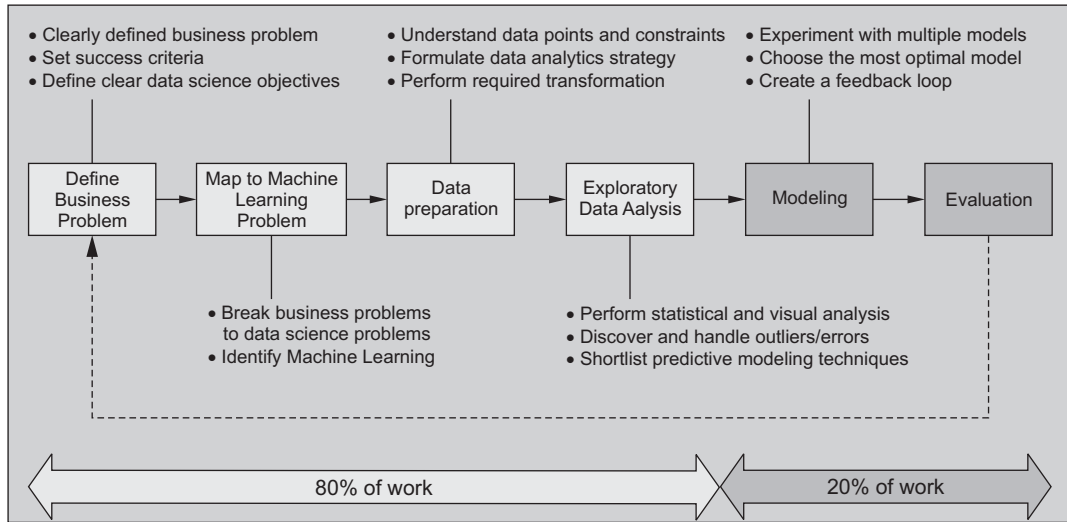 • Clearly defined business problem
• Set success criteria
• Define clear data science objectives
• Understand data points and constraints
• Formulate data analytics strategy
• Perform required transformation
• Experiment with multiple models
• Choose the most optimal model
• Create a feedback loop
Define
Business
Problem
Map to Machine
Learning
Problem
Data
preparation
Exploratory
Data Aalysis
Modeling
Evaluation
• Break business problems
to data science problems
• Identify Machine Learning
• Perform statistical and visual analysis
• Discover and handle outliers/errors
• Shortlist predictive modeling techniques
80% of work
20% of work